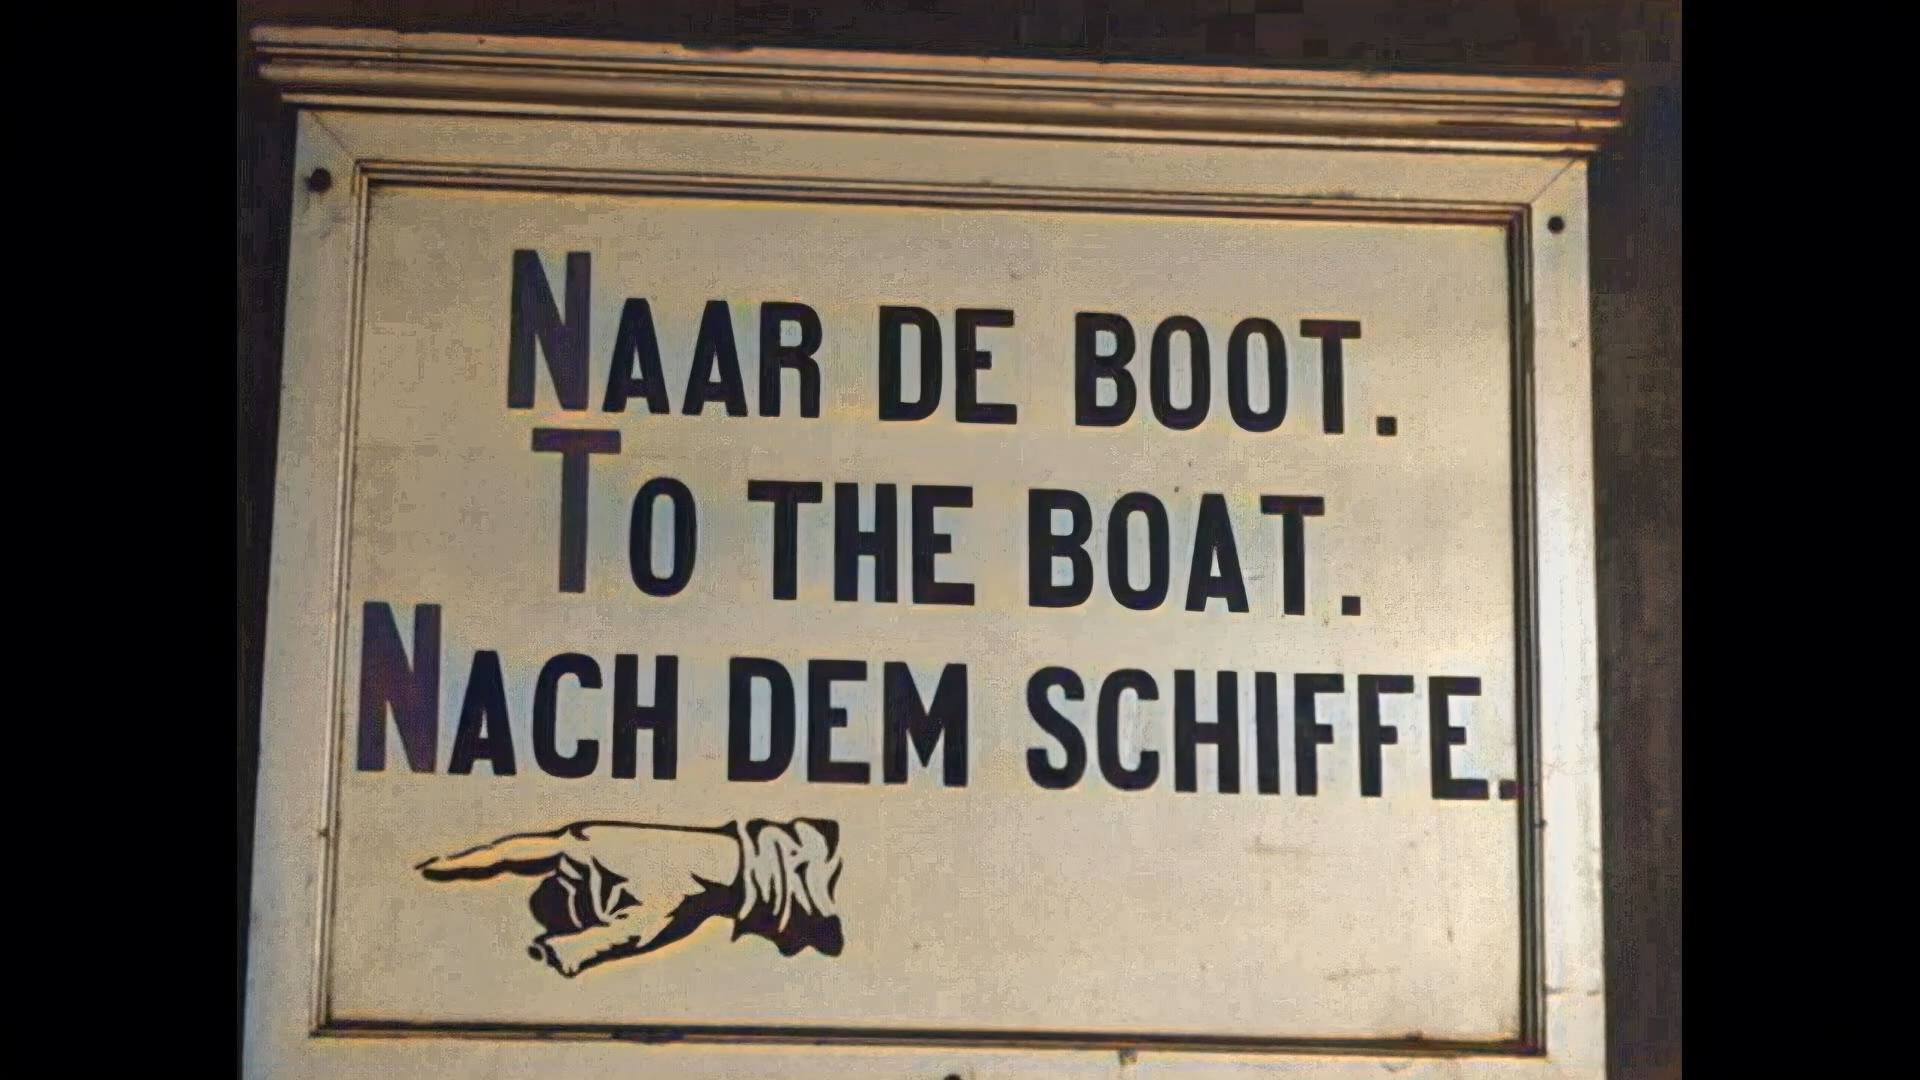 NAAR DE BOOT.
TO THE BOAT.
NACH DEM SCHIFFE.